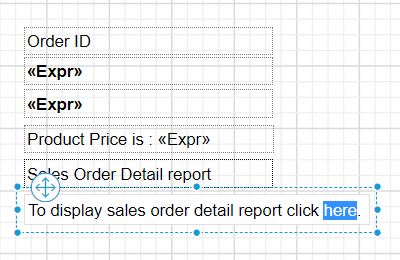 Order ID
«Expr»
«Expr»
Product Price is : «Expr»
Sales Order Detail report
To display sales order detail report click here.